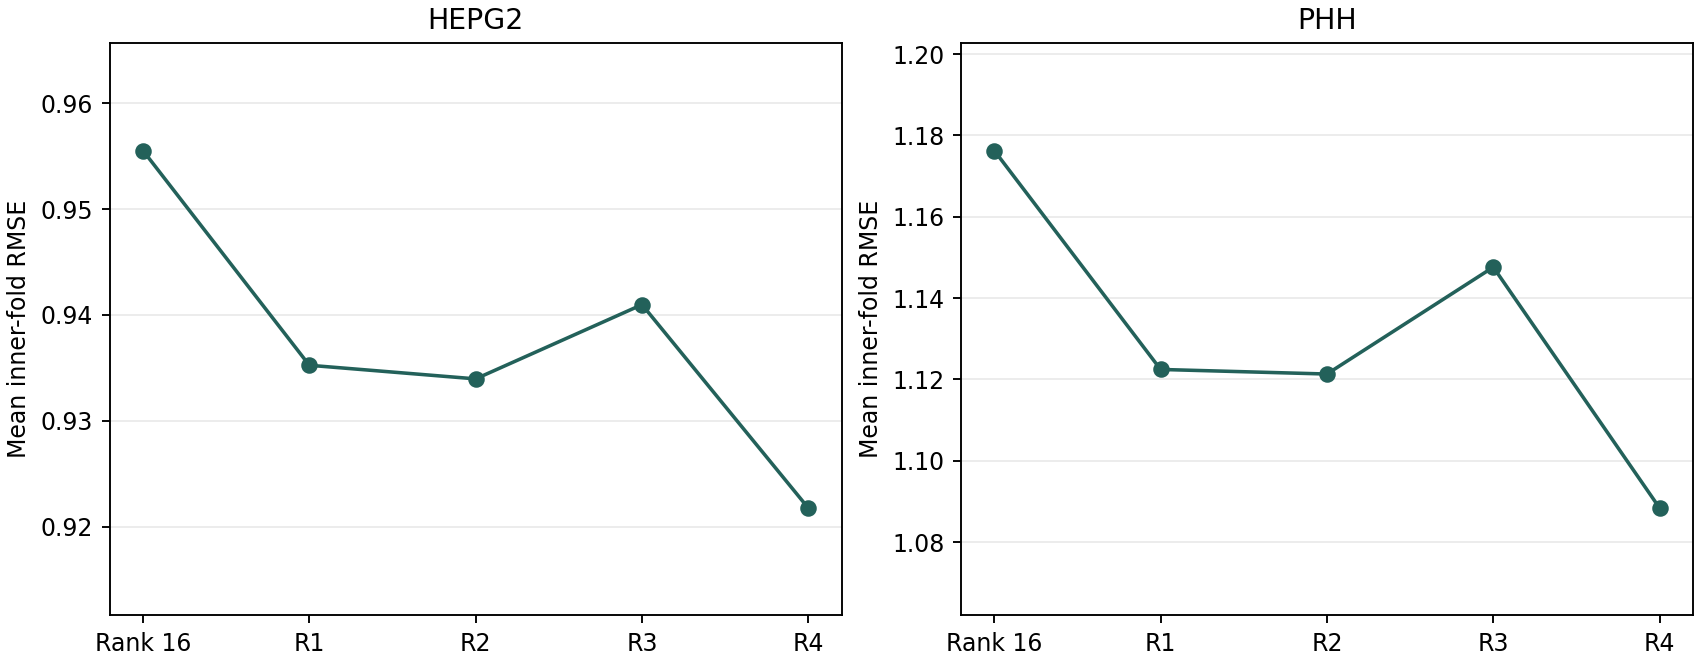 HEPG2
Mean inner-fold RMSE
0.96
0.95
0.94
0.93
0.92
Rank 16 R1 R2 R3 R4
PHH
Mean inner-fold RMSE
1.20
1.18
1.16
1.14
1.12
1.10
1.08
Rank 16 R1 R2 R3 R4